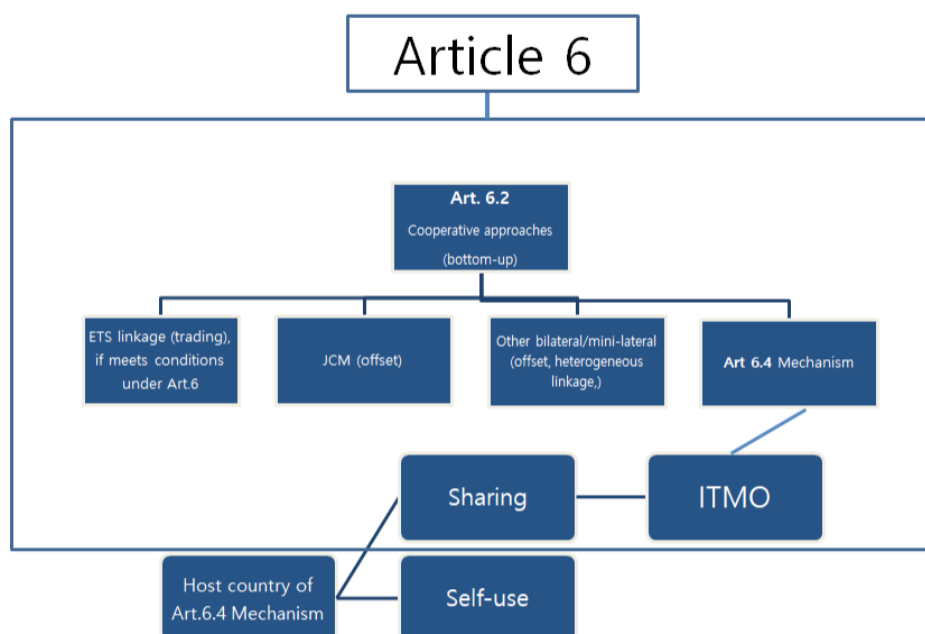 Article 6
Art. 6.2
Cooperative approaches
(bottom-up)
ETS linkage (trading),
if meets conditions
under Art.6
JCM (offset)
Other bilateral/mini-lateral
(offset, heterogeneous
linkage,)
Art 6.4 Mechanism
Sharing
ITMO
Host country of
Art.6.4 Mechanism
Self-use